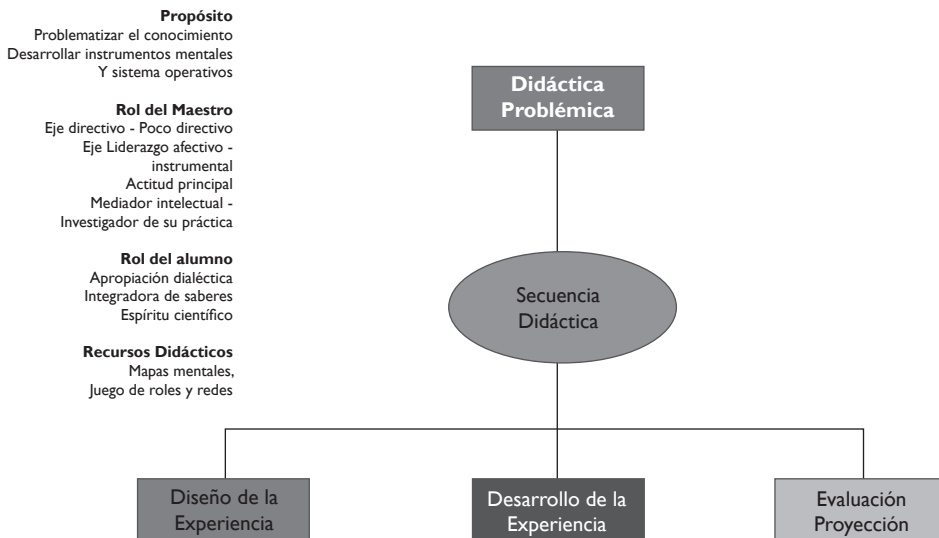 Propósito
Problematizar el conocimiento
Desarrollar instrumentos mentales
Y sistema operativos
Rol del Maestro
Eje directivo - Poco directivo
Eje Liderazgo afectivo -
instrumental
Actitud principal
Mediador intelectual -
Investigador de su práctica
Rol del alumno
Apropiación dialéctica
Integradora de saberes
Espíritu científico
Recursos Didácticos
Mapas mentales,
Juego de roles y redes
Didáctica
Problémica
Secuencia
Didáctica
Diseño de la
Experiencia
Desarrollo de la
Experiencia
Evaluación
Proyección